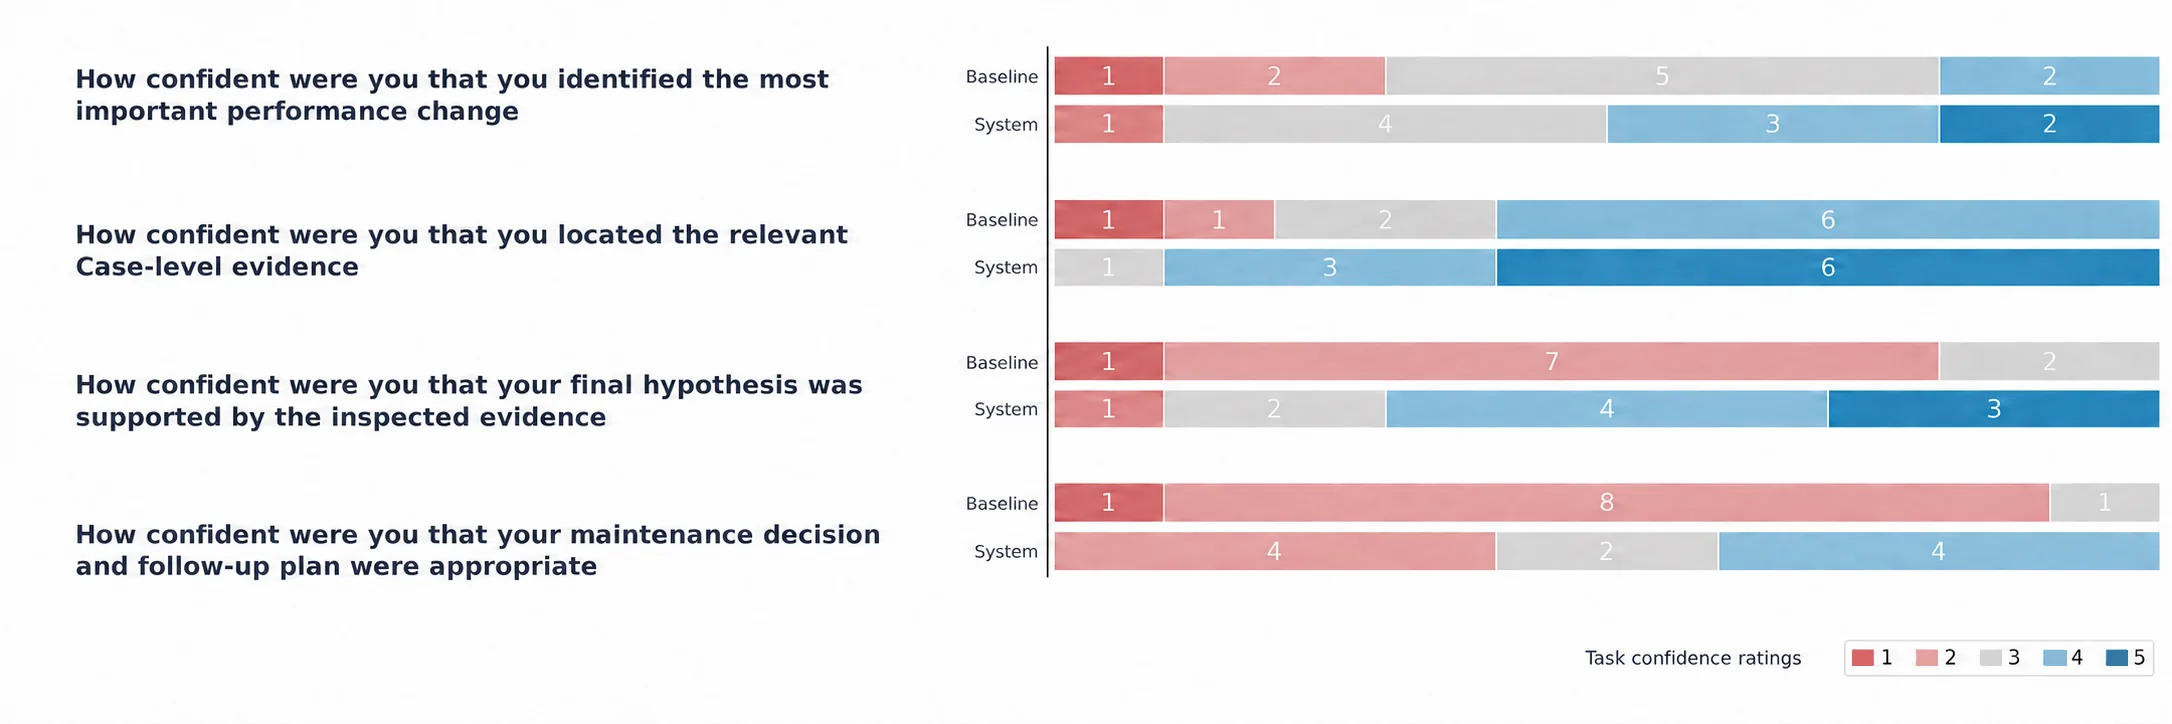 How confident were you that you identified the most
important performance change
Baseline 1 2 5 2
System 1 4 3 2
How confident were you that you located the relevant
Case-level evidence
Baseline 1 1 2 6
System 1 3 6
How confident were you that your final hypothesis was
supported by the inspected evidence
Baseline 1 7 2
System 1 2 4 3
How confident were you that your maintenance decision
and follow-up plan were appropriate
Baseline 1 8 1
System 4 2 4
Task confidence ratings 1 2 3 4 5